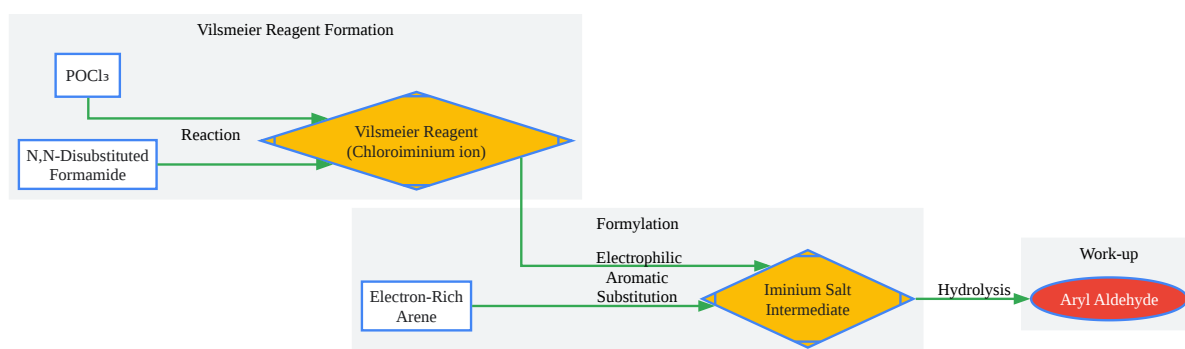 Vilsmeier Reagent Formation
POCl₃
Reaction
N,N-Disubstituted
Formamide
Vilsmeier Reagent
(Chloroiminium ion)
Formylation
Electrophilic
Aromatic
Substitution
Electron-Rich
Arene
Iminium Salt
Intermediate
Hydrolysis
Work-up
Aryl Aldehyde